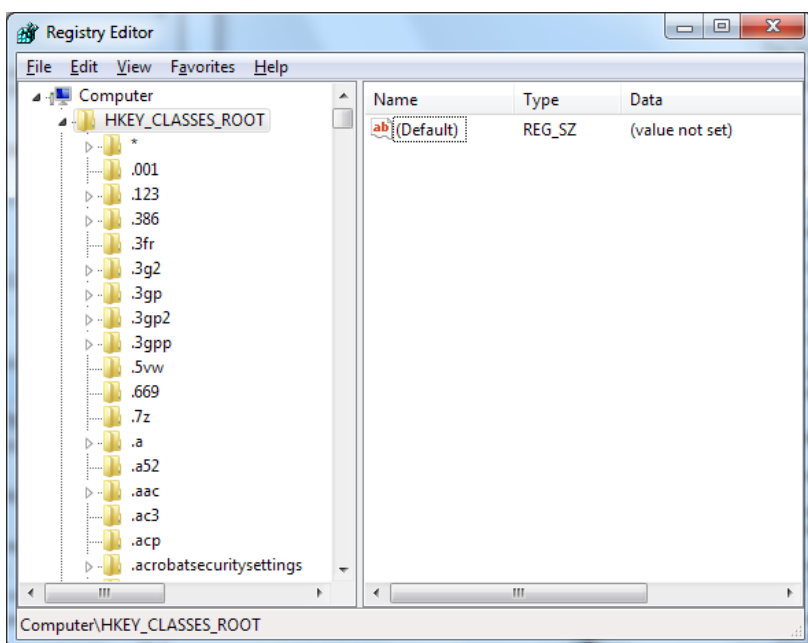 Registry Editor
File Edit View Favorites Help
Computer
HKEY_CLASSES_ROOT
*
.001
.123
.386
.3fr
.3g2
.3gp
.3gp2
.3gpp
.5vw
.669
.7z
.a
.a52
.aac
.ac3
.acp
.acrobatsecuritysettings
Name Type Data
ab (Default) REG_SZ (value not set)
Computer\HKEY_CLASSES_ROOT